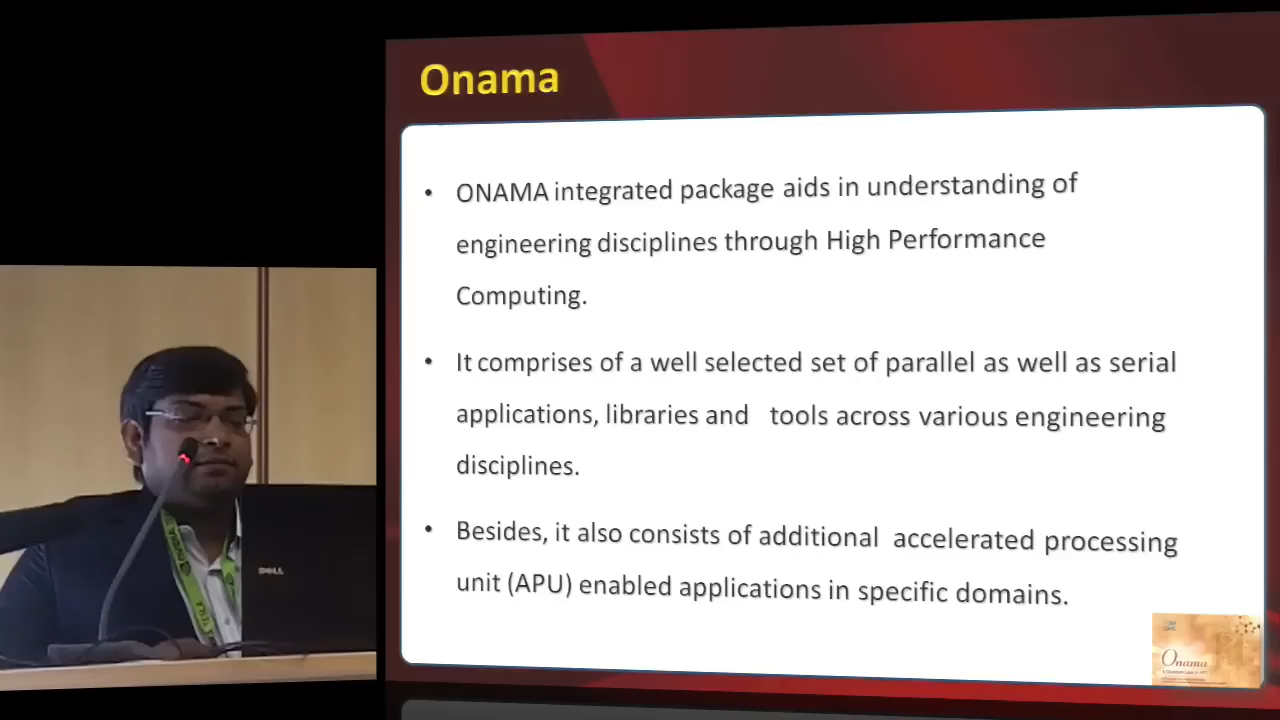 Onama
• ONAMA integrated package aids in understanding of
engineering disciplines through High Performance
Computing.
• It comprises of a well selected set of parallel as well as serial
applications, libraries and tools across various engineering
disciplines.
• Besides, it also consists of additional accelerated processing
unit (APU) enabled applications in specific domains.
DELL
Onama